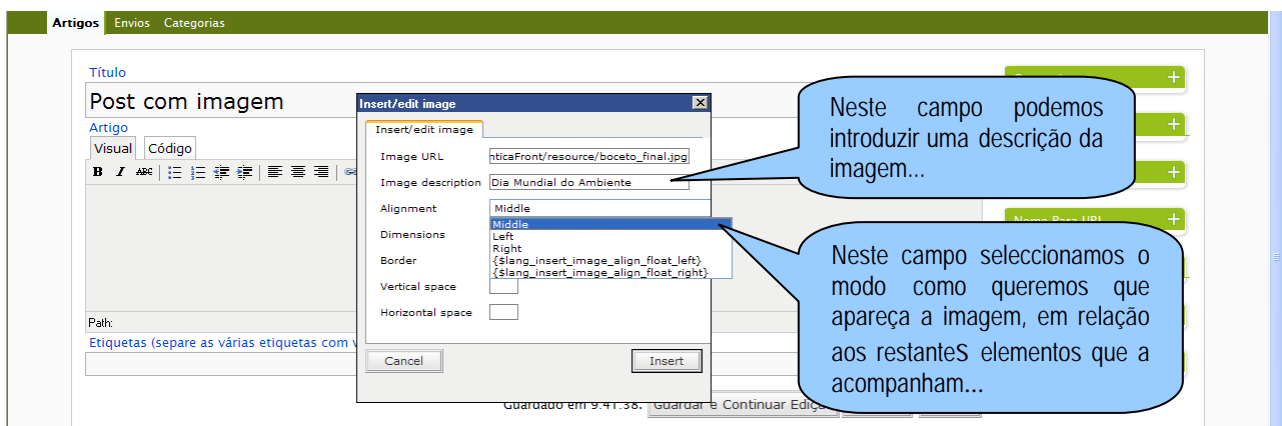 Artigos Envios Categorias
Título
Post com imagem
Artigo
Visual Código
B I ABC
Path:
Etiquetas (separe as várias etiquetas com
Guardado em 9:41:38. Guardar e Continuar
Insert/edit image
Insert/edit image
Image URL nticaFront/resource/boceto_final.jpg
Image description Dia Mundial do Ambiente
Alignment Middle
Middle
Left
Right
{$lang_insert_image_align_float_left}
{$lang_insert_image_align_float_right}
Dimensions
Border
Vertical space
Horizontal space
Cancel Insert
Nome Para URL
Neste campo podemos
introduzir uma descrição da
imagem...
Neste campo seleccionamos o
modo como queremos que
apareça a imagem, em relação
aos restantes elementos que a
acompanham...